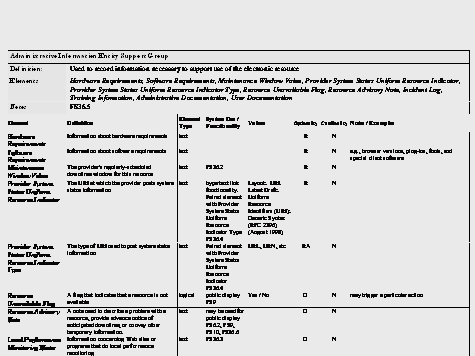 Administrative Information Entity Support Group
Definition: Used to record information necessary to support use of the electronic resource
Elements: Hardware Requirements, Software Requirements, Maintenance Window Value, Provider System Status Uniform Resource Indicator,
Provider System Status Uniform Resource Indicator Type, Resource Unavailable Flag, Resource Advisory Note, Incident Log,
Training Information, Administrative Documentation, User Documentation
FS36.5
Element Definition Element Type System Use / Functionality Values Optionality Cardinality Notes / Examples
Hardware Requirements Information about hardware requirements text R N
Software Requirements Information about software requirements text R N e.g., browser versions, plug-ins, fonts, and special client software
Maintenance Window Value The provider's regularly-scheduled downtime window for this resource text FS36.2 R N
Provider System Status Uniform Resource Indicator The URI at which the provider posts system status information text hypertext link functionality. Paired element with Provider System Status Uniform Resource Indicator Type FS36.4 Layout: URI. Latest Draft: Uniform Resource Identifiers (URI): Generic Syntax (RFC 2396) (August 1998) R N
Provider System Status Uniform Resource Indicator Type The type of URI used to post system status information text Paired element with Provider System Status Uniform Resource Indicator FS36.4 URL, URN, etc RA N
Resource Unavailable Flag A flag that indicates that a resource is not available logical public display FS9 Yes / No O N may trigger a particular action
Resource Advisory Note A note used to describe a problem with a resource, provide advance notice of anticipated downtime, or convey other temporary information. text may be used for public display FS6.2, FS9, FS10, FS36.6 O N
Local Performance Monitoring Note Information concerning Web sites or programs that do local performance monitoring text FS36.3 O N